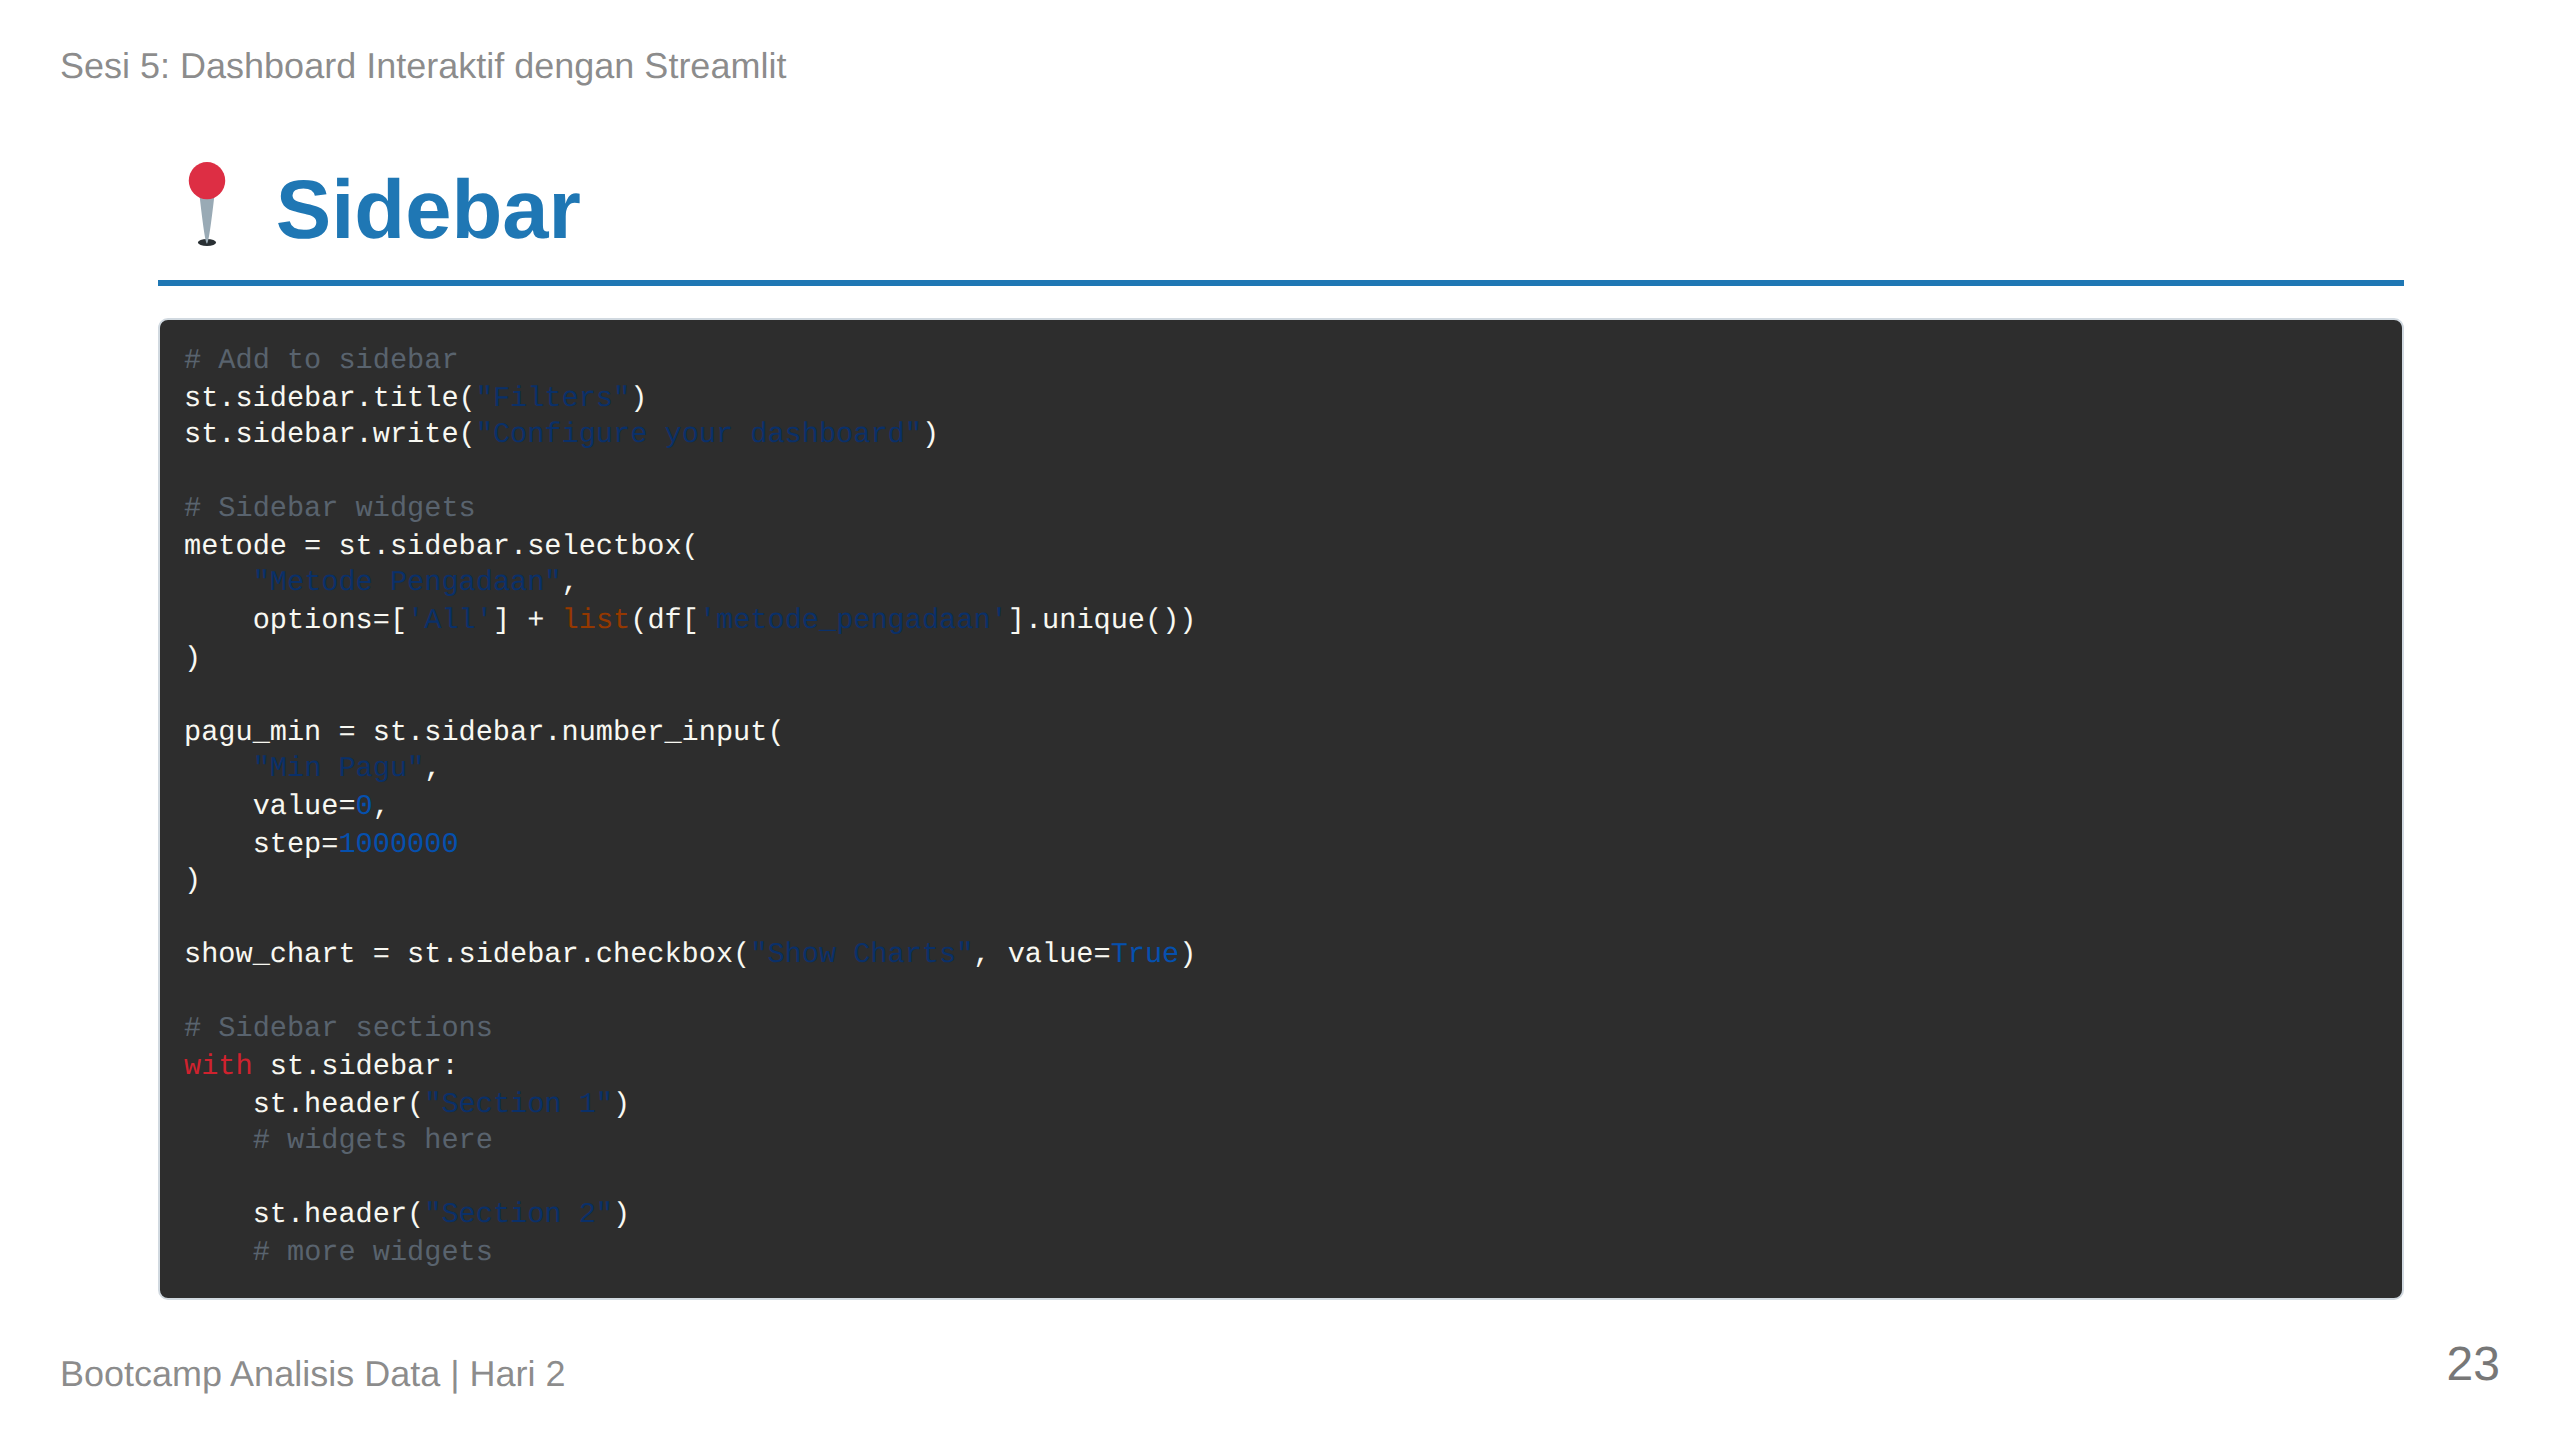 Sesi 5: Dashboard Interaktif dengan Streamlit
📍 Sidebar
# Add to sidebar
st.sidebar.title("Filters")
st.sidebar.write("Configure your dashboard")

# Sidebar widgets
metode = st.sidebar.selectbox(
    "Metode Pengadaan",
    options=['All'] + list(df['metode_pengadaan'].unique())
)

pagu_min = st.sidebar.number_input(
    "Min Pagu",
    value=0,
    step=1000000
)

show_chart = st.sidebar.checkbox("Show Charts", value=True)

# Sidebar sections
with st.sidebar:
    st.header("Section 1")
    # widgets here

    st.header("Section 2")
    # more widgets
Bootcamp Analisis Data | Hari 2
23